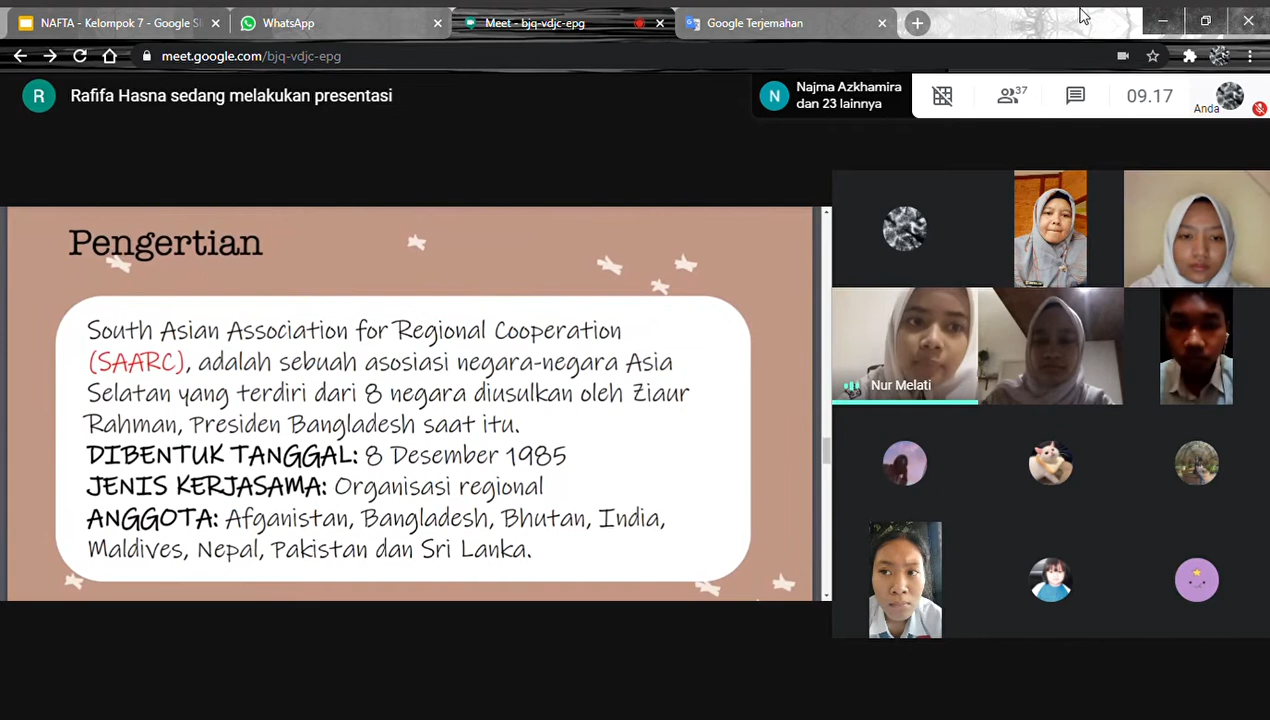 NAFTA - Kelompok 7 - Google Sl
WhatsApp
Meet - bjq-vdjc-epg
Google Terjemahan
meet.google.com/bjq-vdjc-epg
R
Rafifa Hasna sedang melakukan presentasi
N
Najma Azkhamira
dan 23 lainnya
37
09.17
Anda
Pengertian
South Asian Association for Regional Cooperation
(SAARC), adalah sebuah asosiasi negara-negara Asia
Selatan yang terdiri dari 8 negara diusulkan oleh Ziaur
Rahman, Presiden Bangladesh saat itu.
DIBENTUK TANGGAL: 8 Desember 1985
JENIS KERJASAMA: Organisasi regional
ANGGOTA: Afganistan, Bangladesh, Bhutan, India,
Maldives, Nepal, Pakistan dan Sri Lanka.
Nur Melati